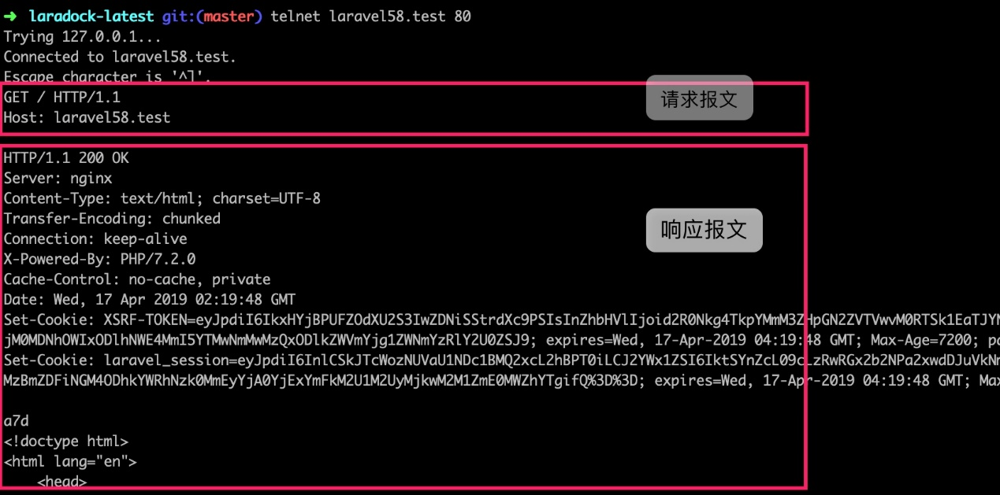 ➜ laradock-latest git:(master) telnet laravel58.test 80
Trying 127.0.0.1...
Connected to laravel58.test.
Escape character is '^]'.
GET / HTTP/1.1
请求报文
Host: laravel58.test
HTTP/1.1 200 OK
Server: nginx
Content-Type: text/html; charset=UTF-8
Transfer-Encoding: chunked
响应报文
Connection: keep-alive
X-Powered-By: PHP/7.2.0
Cache-Control: no-cache, private
Date: Wed, 17 Apr 2019 02:19:48 GMT
Set-Cookie: XSRF-TOKEN=eyJpdiI6IkxHYjBPUFZOdXU2S3IwZDNiSStrdXc9PSIsInZhbHVlIjoid2R0Nkg4TkpYMmM3ZHpGN2ZVTVwvM0RTSk1EaTJYN
jM0MDNhOWIxODlhNWE4MmI5YTMwNmMwMzQxODlkZWVmYjg1ZWNmYzRlY2U0ZSJ9; expires=Wed, 17-Apr-2019 04:19:48 GMT; Max-Age=7200; pa
Set-Cookie: laravel_session=eyJpdiI6InlCSkJTcWozNUVaU1NDc1BMQ2xcL2hBPT0iLCJ2YWx1ZSI6IktSYnZcL09cLzRwRGx2b2NPa2xwdDJuVkNm
MzBmZDFiNGM4ODhkYWRhNzk0MmEyYjA0YjExYmFkM2U1M2UyMjkwM2M1ZmE0MWZhYTgifQ%3D%3D; expires=Wed, 17-Apr-2019 04:19:48 GMT; Max
a7d
<!doctype html>
<html lang="en">
<head>